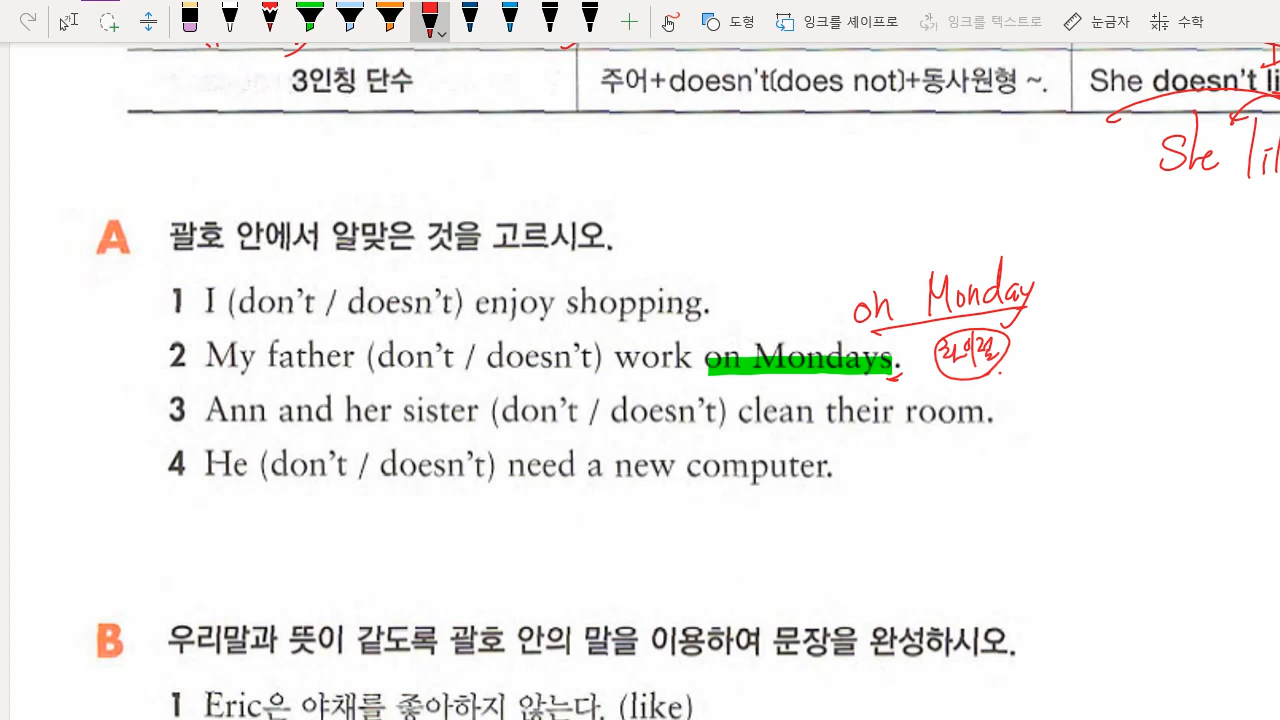 도형 잉크를 셰이프로 잉크를 텍스트로 눈금자 수학
3인칭 단수 주어+doesn't(does not)+동사원형 ~. She doesn't li
She li
A 괄호 안에서 알맞은 것을 고르시오.
on Monday
1 I (don't / doesn't) enjoy shopping.
2 My father (don't / doesn't) work on Mondays.
3 Ann and her sister (don't / doesn't) clean their room.
4 He (don't / doesn't) need a new computer.
B 우리말과 뜻이 같도록 괄호 안의 말을 이용하여 문장을 완성하시오.
1 Eric은 야채를 좋아하지 않는다. (like)